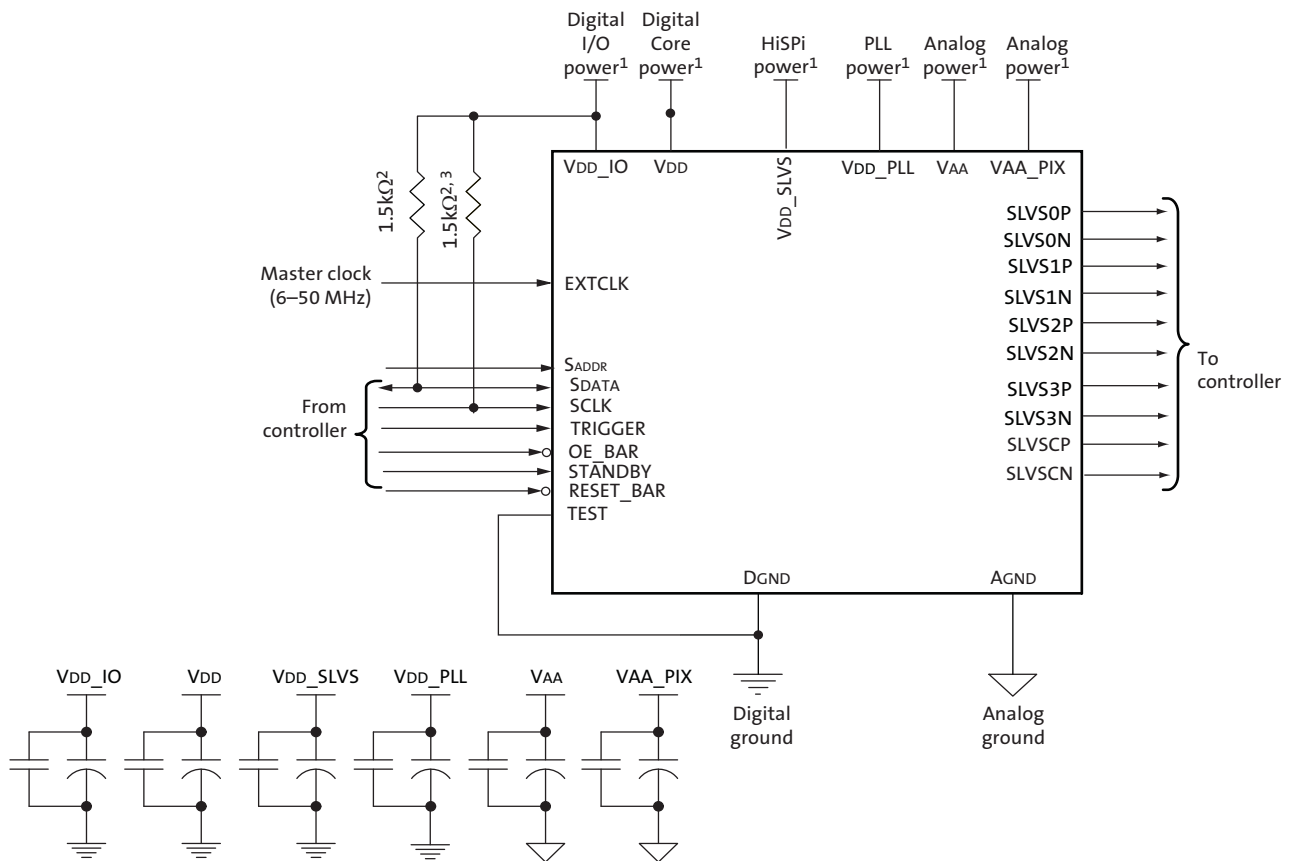 Digital
I/O
power1
Digital
Core
power1
HiSPi
power1
PLL
power1
Analog
power1
Analog
power1
VDD_IO
VDD
VDD_SLVS
VDD_PLL
VAA
VAA_PIX
1.5kΩ2
1.5kΩ2, 3
Master clock
(6–50 MHz)
EXTCLK
SADDR
SDATA
SCLK
TRIGGER
OE_BAR
STANDBY
RESET_BAR
TEST
From
controller
SLVS0P
SLVS0N
SLVS1P
SLVS1N
SLVS2P
SLVS2N
SLVS3P
SLVS3N
SLVSCP
SLVSCN
To
controller
DGND
AGND
Digital
ground
Analog
ground
VDD_IO
VDD
VDD_SLVS
VDD_PLL
VAA
VAA_PIX